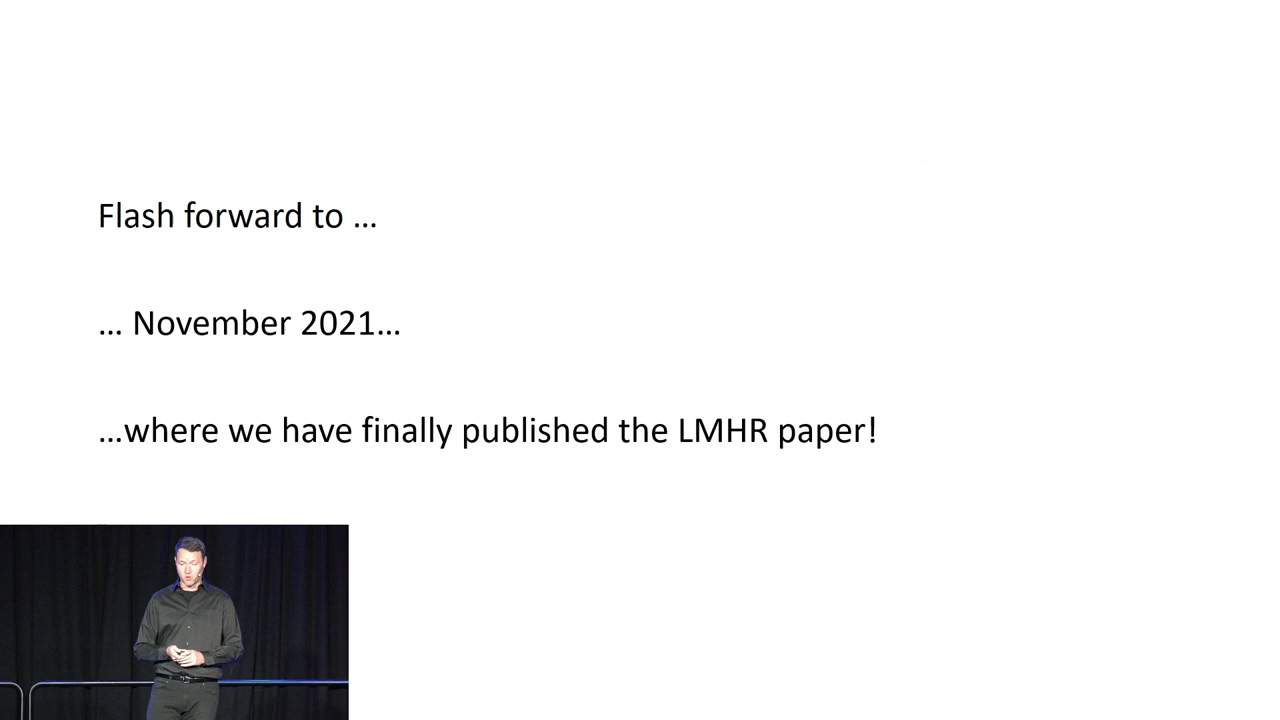 Flash forward to …
… November 2021…
…where we have finally published the LMHR paper!